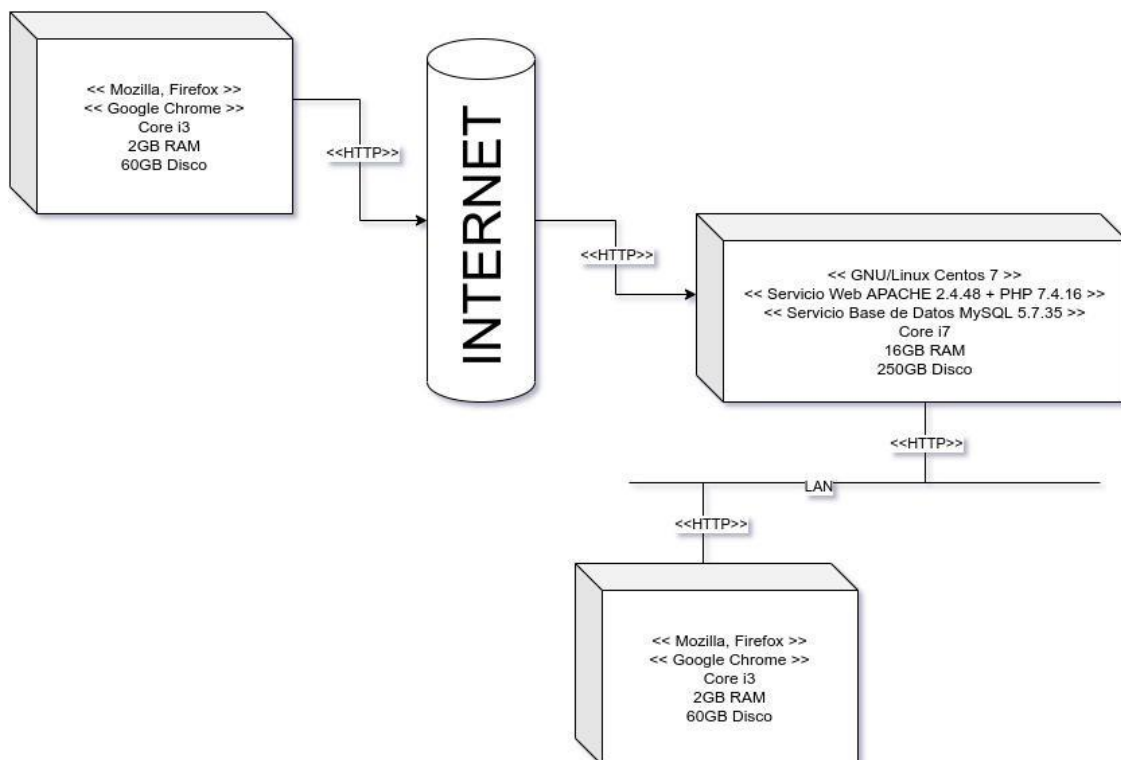 << Mozilla, Firefox >>
<< Google Chrome >>
Core i3
2GB RAM
60GB Disco
<<HTTP>>
INTERNET
<<HTTP>>
<< GNU/Linux Centos 7 >>
<< Servicio Web APACHE 2.4.48 + PHP 7.4.16 >>
<< Servicio Base de Datos MySQL 5.7.35 >>
Core i7
16GB RAM
250GB Disco
<<HTTP>>
LAN
<<HTTP>>
<< Mozilla, Firefox >>
<< Google Chrome >>
Core i3
2GB RAM
60GB Disco